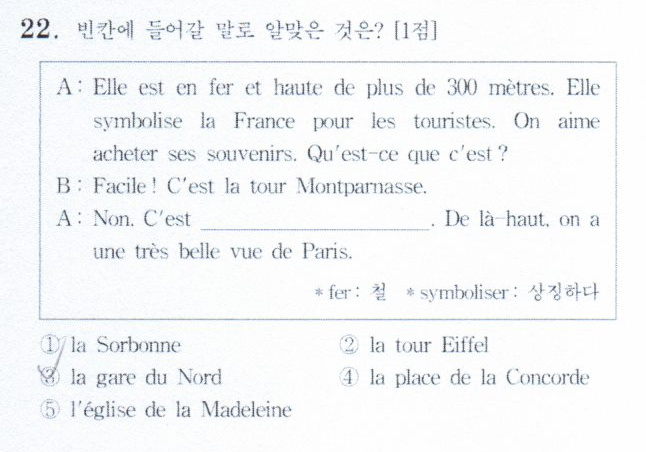 22. 빈칸에 들어갈 말로 알맞은 것은? [1점]
A : Elle est en fer et haute de plus de 300 mètres. Elle
symbolise la France pour les touristes. On aime
acheter ses souvenirs. Qu'est-ce que c'est ?
B : Facile ! C'est la tour Montparnasse.
A : Non. C'est ____________________. De là-haut, on a
une très belle vue de Paris.
* fer : 철 * symboliser : 상징하다
① la Sorbonne ② la tour Eiffel
③ la gare du Nord ④ la place de la Concorde
⑤ l'église de la Madeleine